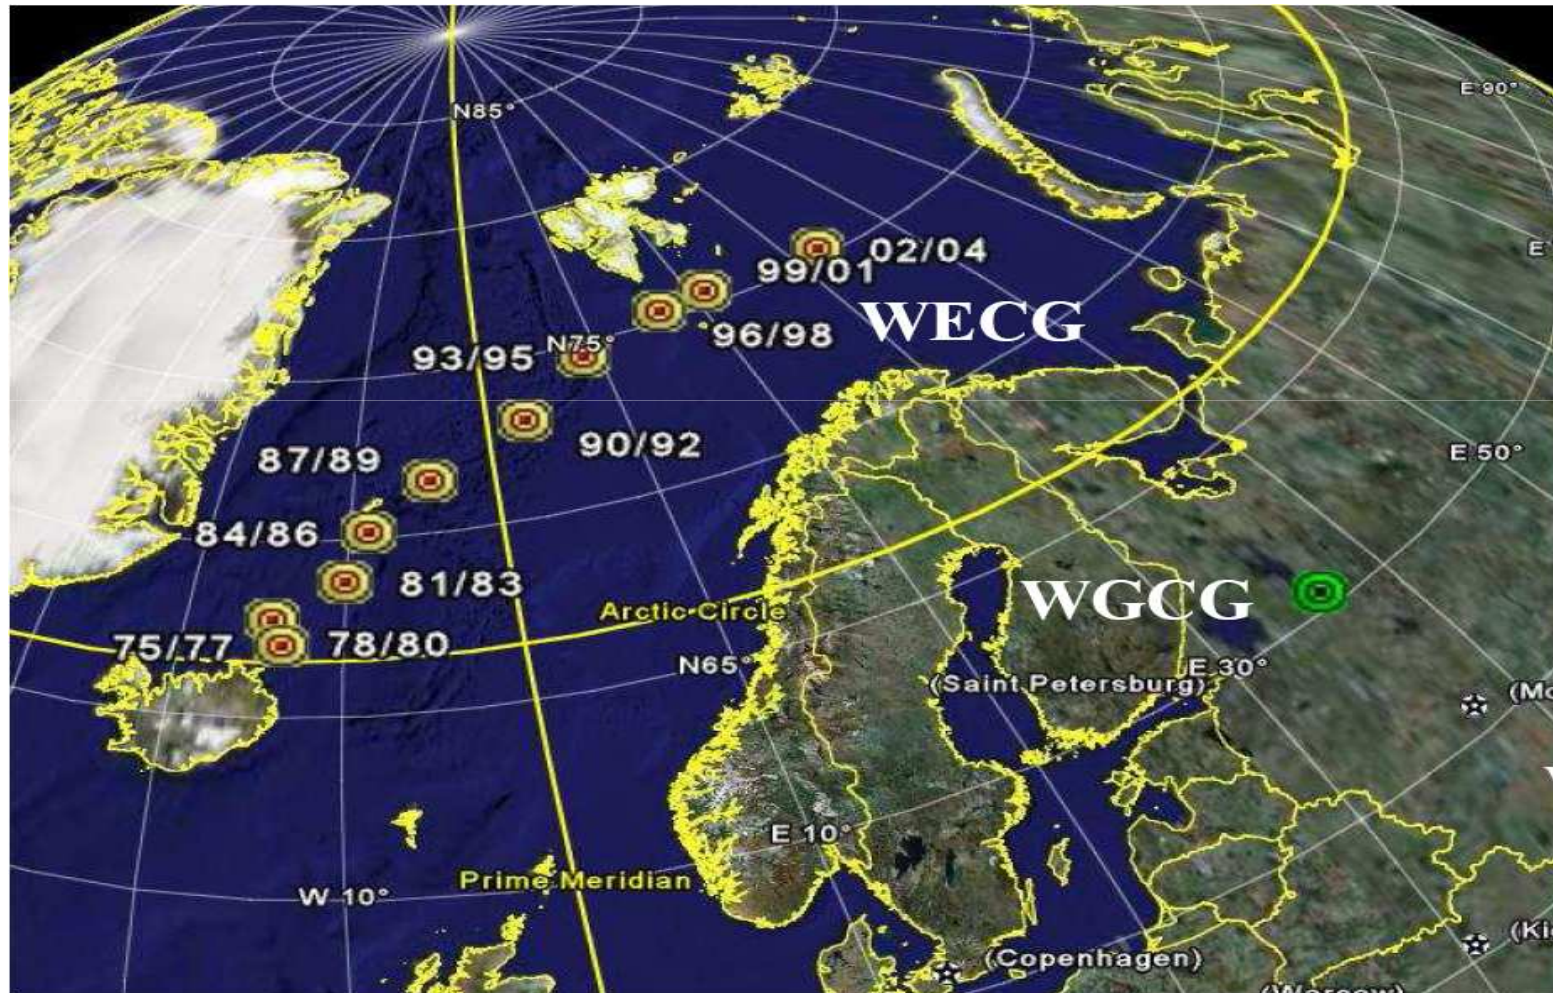 N85°
E 90°
E
02/04
99/01
WECG
96/98
N75°
93/95
90/92
87/89
E 50°
84/86
81/83
WGCG
Arctic Circle
75/77
78/80
N65°
E 30°
(Saint Petersburg)
E 10°
Prime Meridian
W 10°
(Copenhagen)